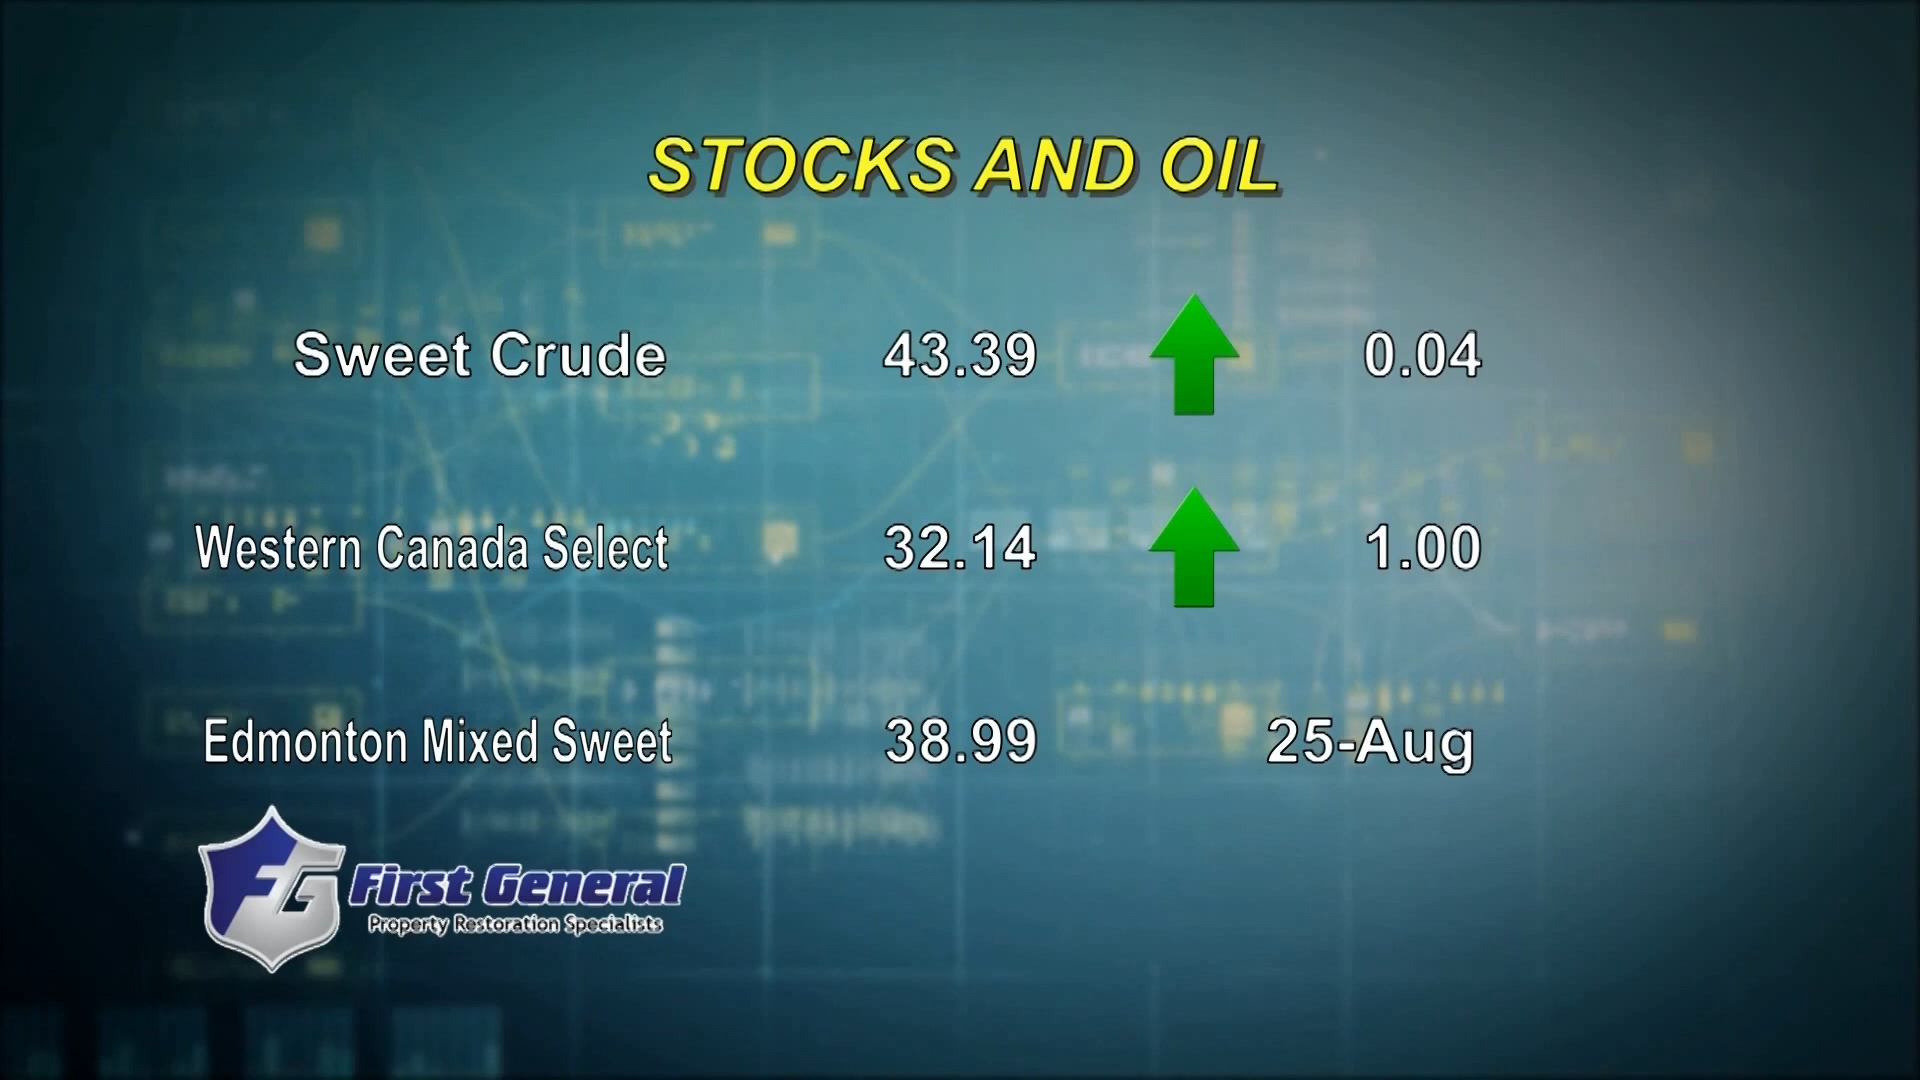 STOCKS AND OIL
Sweet Crude 43.39 0.04
Western Canada Select 32.14 1.00
Edmonton Mixed Sweet 38.99 25-Aug
FG First General
Property Restoration Specialists